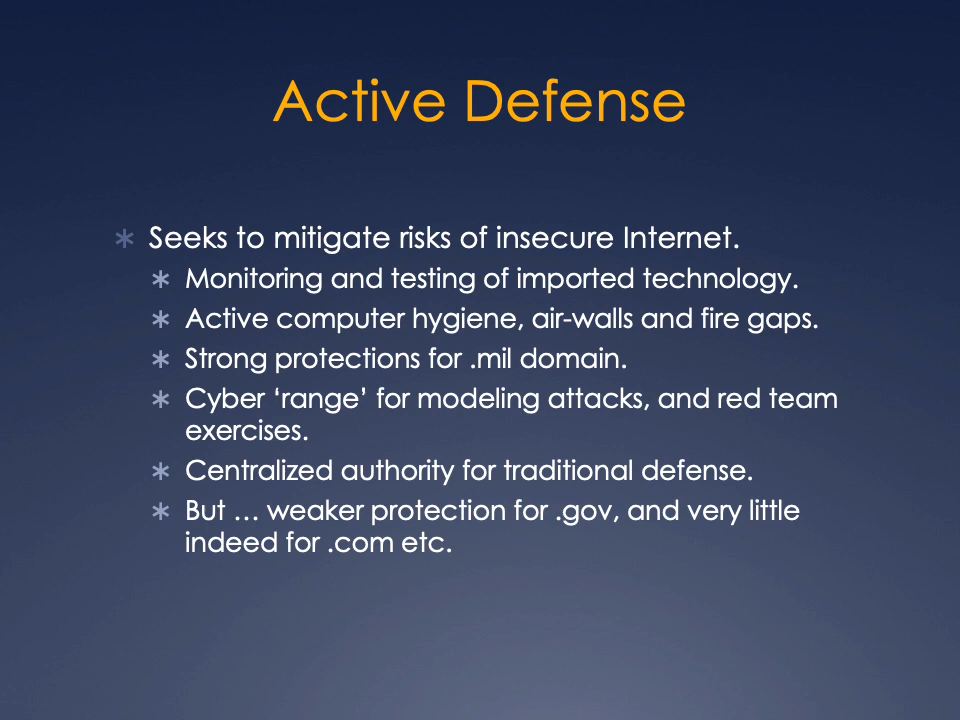 Active Defense
Seeks to mitigate risks of insecure Internet.
Monitoring and testing of imported technology.
Active computer hygiene, air-walls and fire gaps.
Strong protections for .mil domain.
Cyber ‘range’ for modeling attacks, and red team
exercises.
Centralized authority for traditional defense.
But … weaker protection for .gov, and very little
indeed for .com etc.